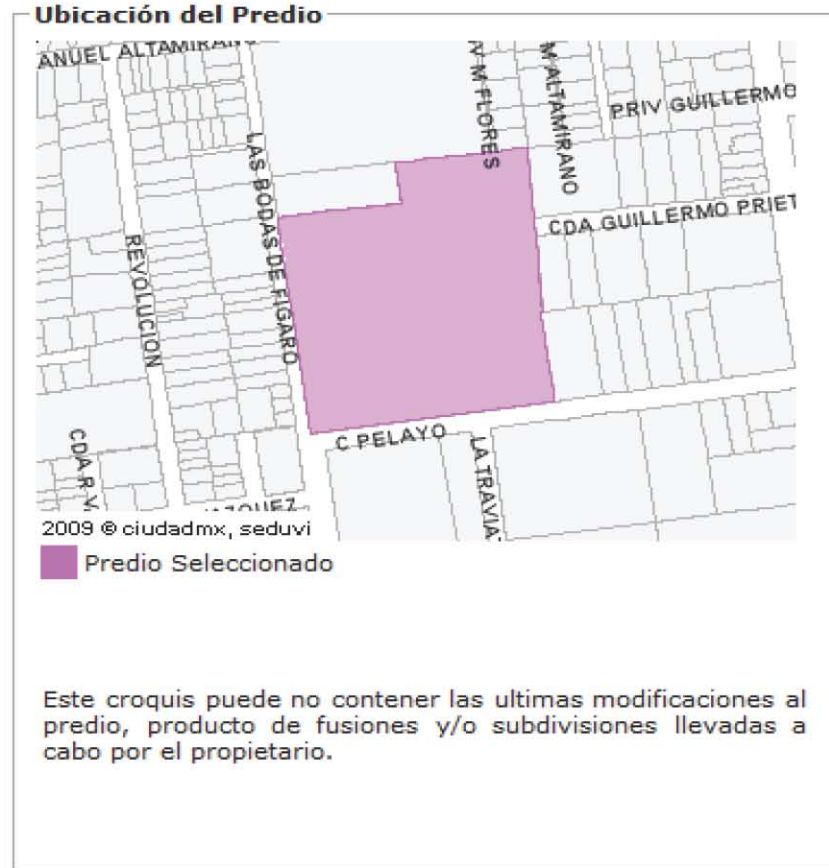 Ubicación del Predio
ANUEL ALTAMIRANO
AV M FLORES
M ALTAMIRANO
PRIV GUILLERMO
LAS BODAS DE FIGARO
CDA GUILLERMO PRIET
REVOLUCION
C PELAYO
CDA R V
LA TRAVIA
AZQUEZ
2009 © ciudadmx, seduvi
Predio Seleccionado
Este croquis puede no contener las ultimas modificaciones al
predio, producto de fusiones y/o subdivisiones llevadas a
cabo por el propietario.